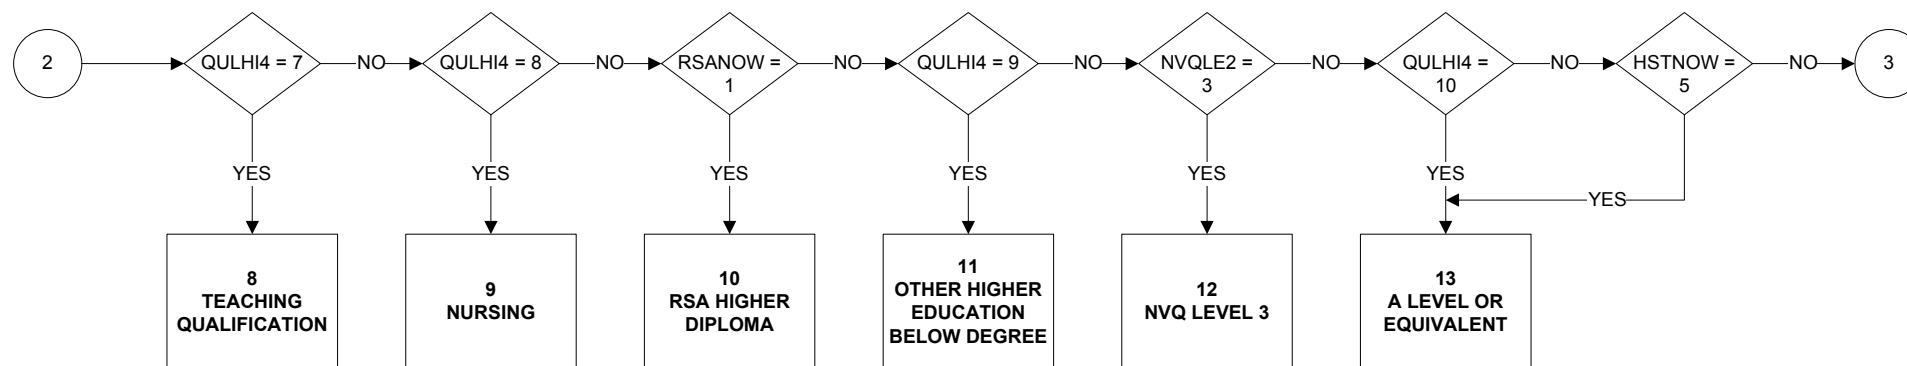 2
QULHI4 = 7
NO
QULHI4 = 8
NO
RSANOW =
1
NO
QULHI4 = 9
NO
NVQLE2 =
3
NO
QULHI4 =
10
NO
HSTNOW =
5
NO
3
YES
YES
YES
YES
YES
YES
YES
8
TEACHING
QUALIFICATION
9
NURSING
10
RSA HIGHER
DIPLOMA
11
OTHER HIGHER
EDUCATION
BELOW DEGREE
12
NVQ LEVEL 3
13
A LEVEL OR
EQUIVALENT